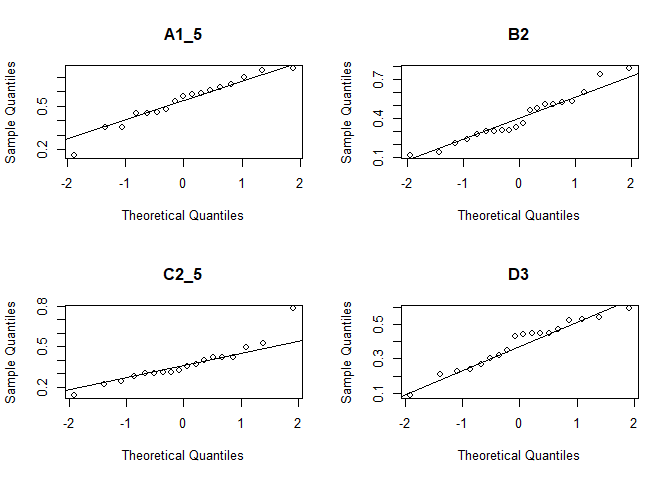 A1_5
Sample Quantiles
0.2
0.5
-2 -1 0 1 2
Theoretical Quantiles
B2
Sample Quantiles
0.1
0.4
0.7
-2 -1 0 1 2
Theoretical Quantiles
C2_5
Sample Quantiles
0.2
0.5
0.8
-2 -1 0 1 2
Theoretical Quantiles
D3
Sample Quantiles
0.1
0.3
0.5
-2 -1 0 1 2
Theoretical Quantiles